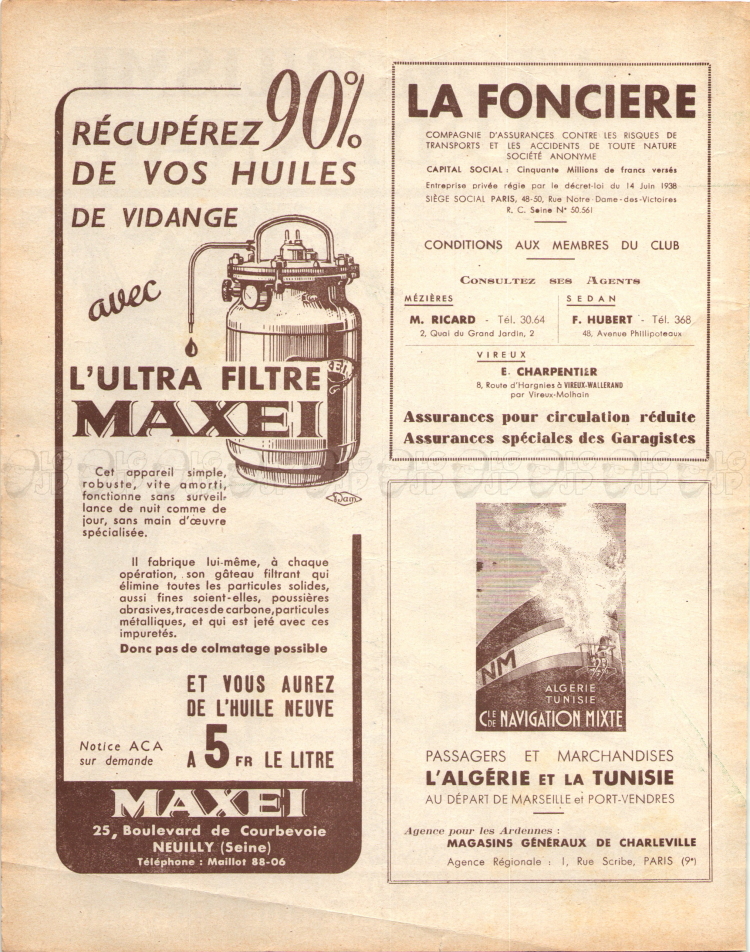 RÉCUPÉREZ 90%
DE VOS HUILES
DE VIDANGE
avec
L'ULTRA FILTRE
MAXEI
Cet appareil simple,
robuste, vite amorti,
fonctionne sans surveil-
lance de nuit comme de
jour, sans main d'œuvre
spécialisée.
Il fabrique lui-même, à chaque
opération, son gâteau filtrant qui
élimine toutes les particules solides,
aussi fines soient-elles, poussières
abrasives, traces de carbone, particules
métalliques, et qui est jeté avec ces
impuretés.
Donc pas de colmatage possible
ET VOUS AUREZ
DE L'HUILE NEUVE
A 5 FR LE LITRE
Notice ACA
sur demande
MAXEI
25, Boulevard de Courbevoie
NEUILLY (Seine)
Téléphone : Maillot 88-06
LA FONCIERE
COMPAGNIE D'ASSURANCES CONTRE LES RISQUES DE
TRANSPORTS ET LES ACCIDENTS DE TOUTE NATURE
SOCIÉTÉ ANONYME
CAPITAL SOCIAL : Cinquante Millions de francs versés
Entreprise privée régie par le décret-loi du 14 Juin 1938
SIÈGE SOCIAL PARIS, 48-50, Rue Notre-Dame-des-Victoires
R. C. Seine N° 50.561
CONDITIONS AUX MEMBRES DU CLUB
CONSULTEZ SES AGENTS
MÉZIÈRES
M. RICARD - Tél. 30.64
2, Quai du Grand Jardin, 2
SEDAN
F. HUBERT - Tél. 368
48, Avenue Phillipoteaux
VIREUX
E. CHARPENTIER
8, Route d'Hargnies à VIREUX-WALLERAND
par Vireux-Molhain
Assurances pour circulation réduite
Assurances spéciales des Garagistes
NM
ALGÉRIE
TUNISIE
CIE DE NAVIGATION MIXTE
PASSAGERS ET MARCHANDISES
L'ALGÉRIE ET LA TUNISIE
AU DÉPART DE MARSEILLE et PORT-VENDRES
Agence pour les Ardennes :
MAGASINS GÉNÉRAUX DE CHARLEVILLE
Agence Régionale : 1, Rue Scribe, PARIS (9e)